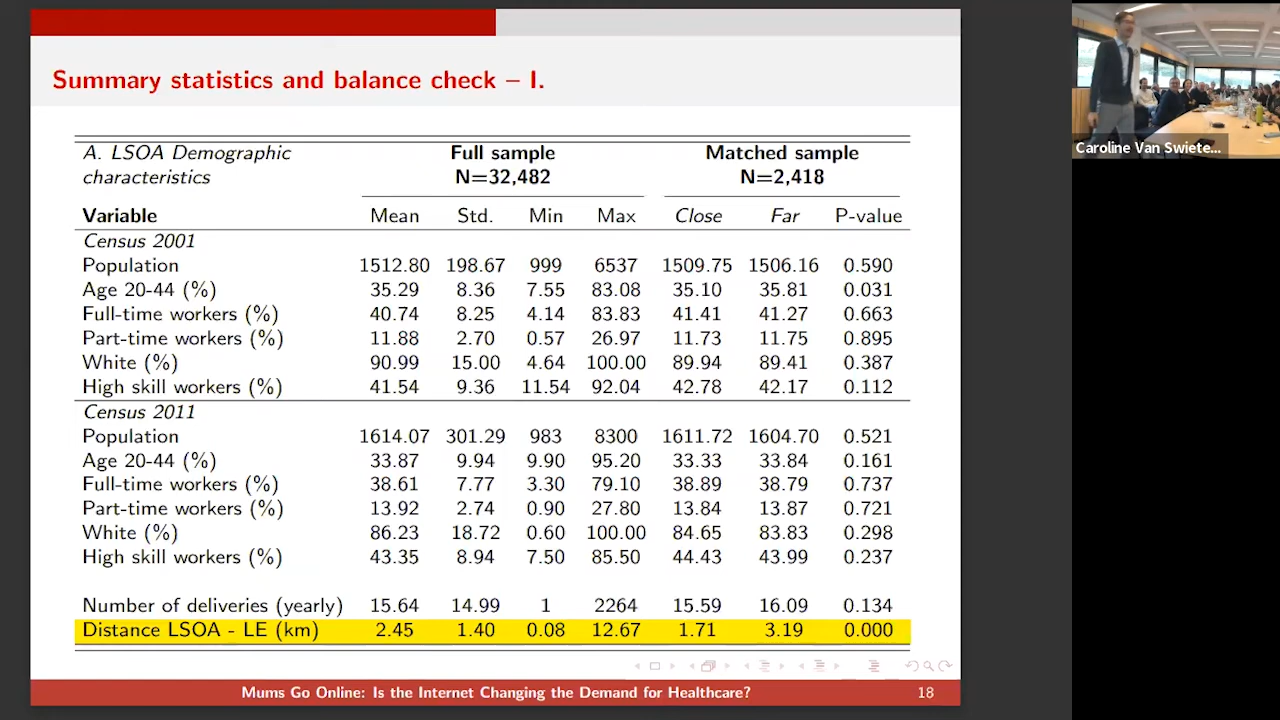 Summary statistics and balance check – I.
A. LSOA Demographic Full sample Matched sample
characteristics N=32,482 N=2,418
Variable Mean Std. Min Max Close Far P-value
Census 2001
Population 1512.80 198.67 999 6537 1509.75 1506.16 0.590
Age 20-44 (%) 35.29 8.36 7.55 83.08 35.10 35.81 0.031
Full-time workers (%) 40.74 8.25 4.14 83.83 41.41 41.27 0.663
Part-time workers (%) 11.88 2.70 0.57 26.97 11.73 11.75 0.895
White (%) 90.99 15.00 4.64 100.00 89.94 89.41 0.387
High skill workers (%) 41.54 9.36 11.54 92.04 42.78 42.17 0.112
Census 2011
Population 1614.07 301.29 983 8300 1611.72 1604.70 0.521
Age 20-44 (%) 33.87 9.94 9.90 95.20 33.33 33.84 0.161
Full-time workers (%) 38.61 7.77 3.30 79.10 38.89 38.79 0.737
Part-time workers (%) 13.92 2.74 0.90 27.80 13.84 13.87 0.721
White (%) 86.23 18.72 0.60 100.00 84.65 83.83 0.298
High skill workers (%) 43.35 8.94 7.50 85.50 44.43 43.99 0.237
Number of deliveries (yearly) 15.64 14.99 1 2264 15.59 16.09 0.134
Distance LSOA - LE (km) 2.45 1.40 0.08 12.67 1.71 3.19 0.000
Mums Go Online: Is the Internet Changing the Demand for Healthcare? 18
Caroline Van Swiete...